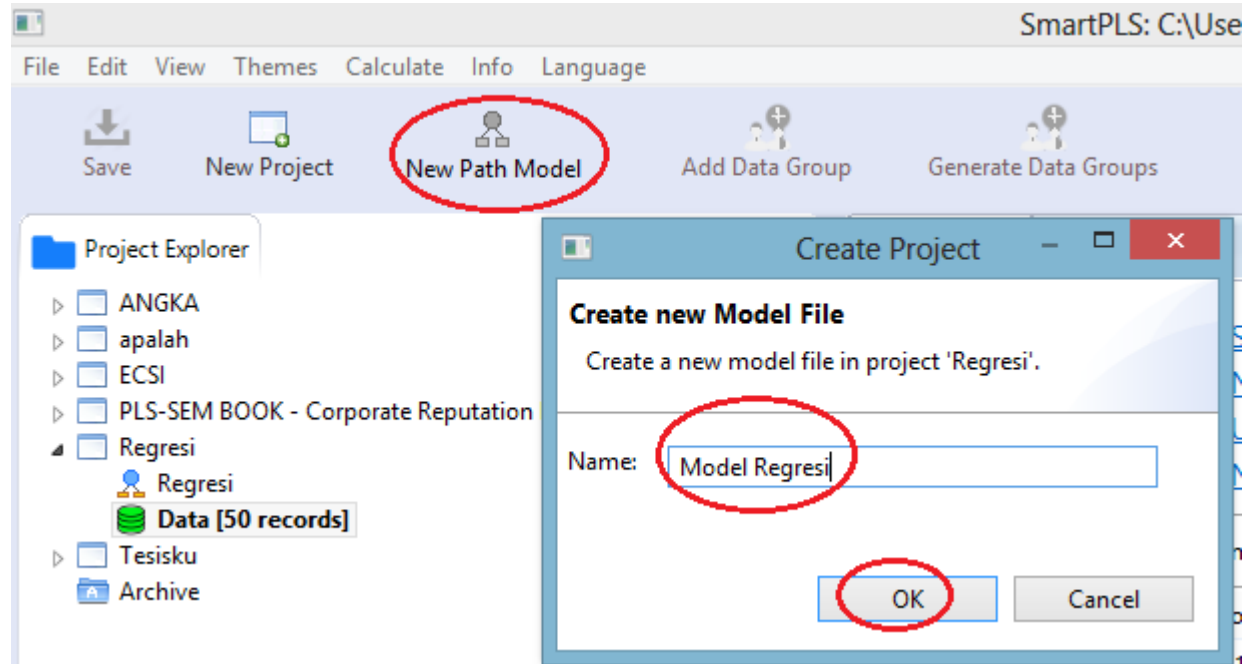 SmartPLS: C:\Use
File Edit View Themes Calculate Info Language
Save New Project New Path Model Add Data Group Generate Data Groups
Project Explorer
ANGKA
apalah
ECSI
PLS-SEM BOOK - Corporate Reputation
Regresi
Regresi
Data [50 records]
Tesisku
A Archive
Create Project
Create new Model File
Create a new model file in project 'Regresi'.
Name: Model Regresi
OK Cancel